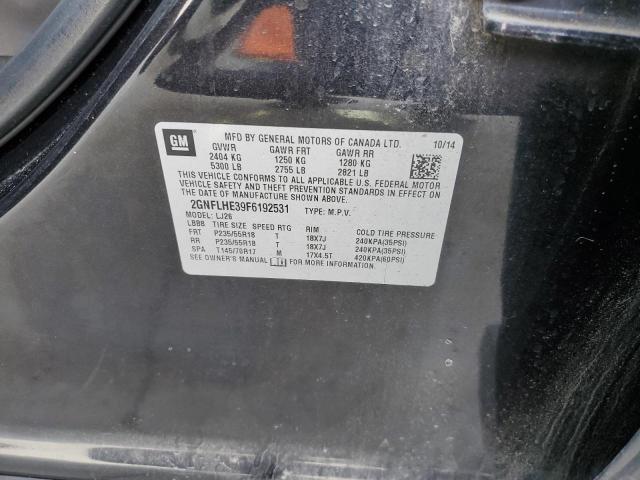 GM
MFD BY GENERAL MOTORS OF CANADA LTD. 10/14
GVWR GAWR FRT GAWR RR
2404 KG 1250 KG 1280 KG
5300 LB 2755 LB 2821 LB
THIS VEHICLE CONFORMS TO ALL APPLICABLE U.S. FEDERAL MOTOR
VEHICLE SAFETY AND THEFT PREVENTION STANDARDS IN EFFECT
ON THE DATE OF MANUFACTURE SHOWN ABOVE.
2GNFLHE39F6192531 TYPE: M.P.V.
MODEL: LJ26
LBBB TIRE SIZE SPEED RTG RIM COLD TIRE PRESSURE
FRT P235/55R18 T 18X7J 240KPA(35PSI)
RR P235/55R18 T 18X7J 240KPA(35PSI)
SPA T145/70R17 M 17X4.5T 420KPA(60PSI)
SEE OWNER'S MANUAL FOR MORE INFORMATION.